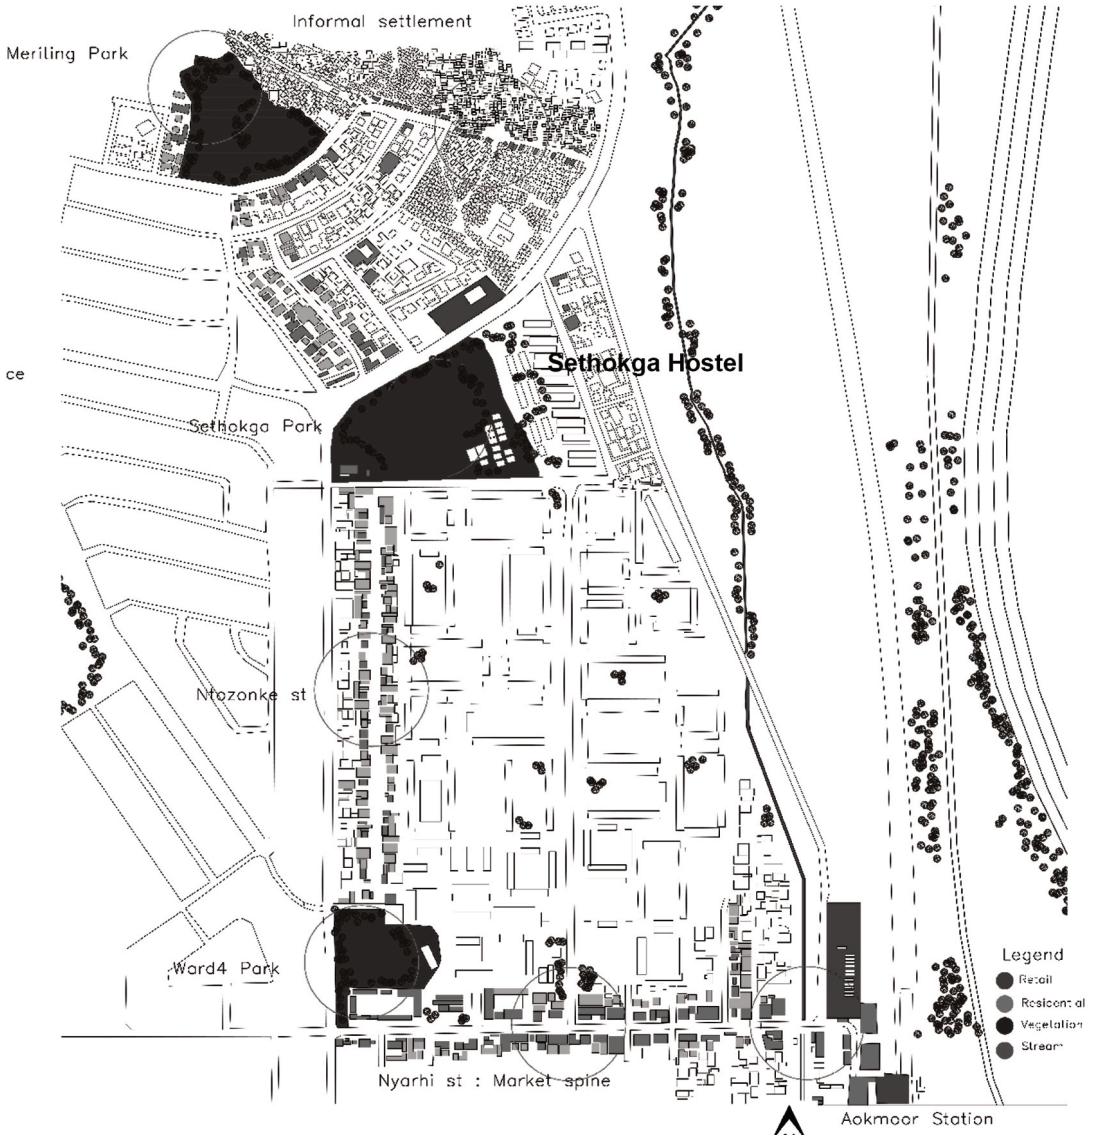 Informal settlement
Meriling Park
Sethokga Hostel
ce
Sethokga Park
Ntozonke st
Ward4 Park
Legend
Retail
Residential
Vegetation
Stream
Nyarhi st : Market spine
Aokmoor Station